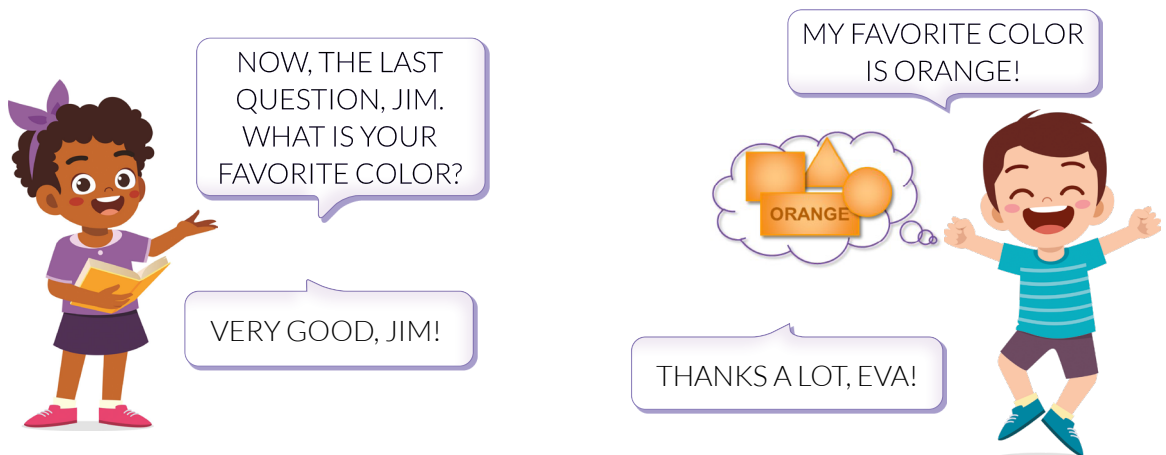 NOW, THE LAST
QUESTION, JIM.
WHAT IS YOUR
FAVORITE COLOR?
MY FAVORITE COLOR
IS ORANGE!
ORANGE
VERY GOOD, JIM!
THANKS A LOT, EVA!